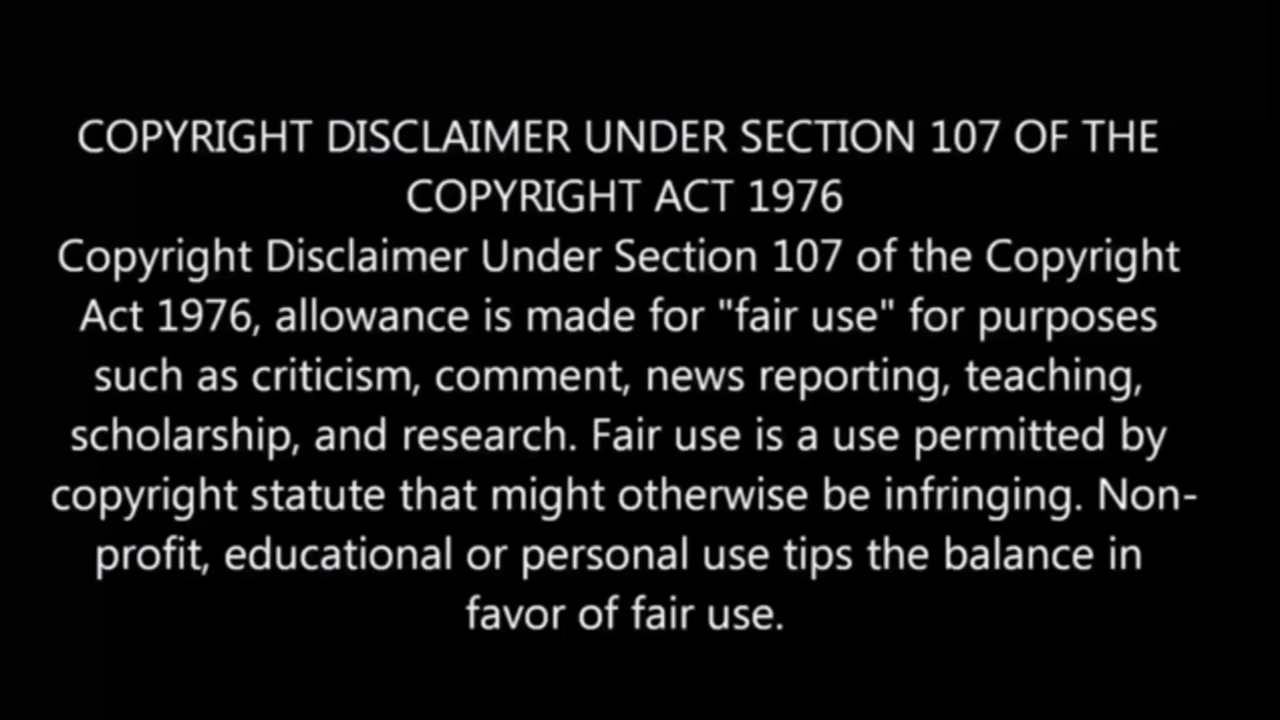 COPYRIGHT DISCLAIMER UNDER SECTION 107 OF THE
COPYRIGHT ACT 1976
Copyright Disclaimer Under Section 107 of the Copyright
Act 1976, allowance is made for "fair use" for purposes
such as criticism, comment, news reporting, teaching,
scholarship, and research. Fair use is a use permitted by
copyright statute that might otherwise be infringing. Non-
profit, educational or personal use tips the balance in
favor of fair use.